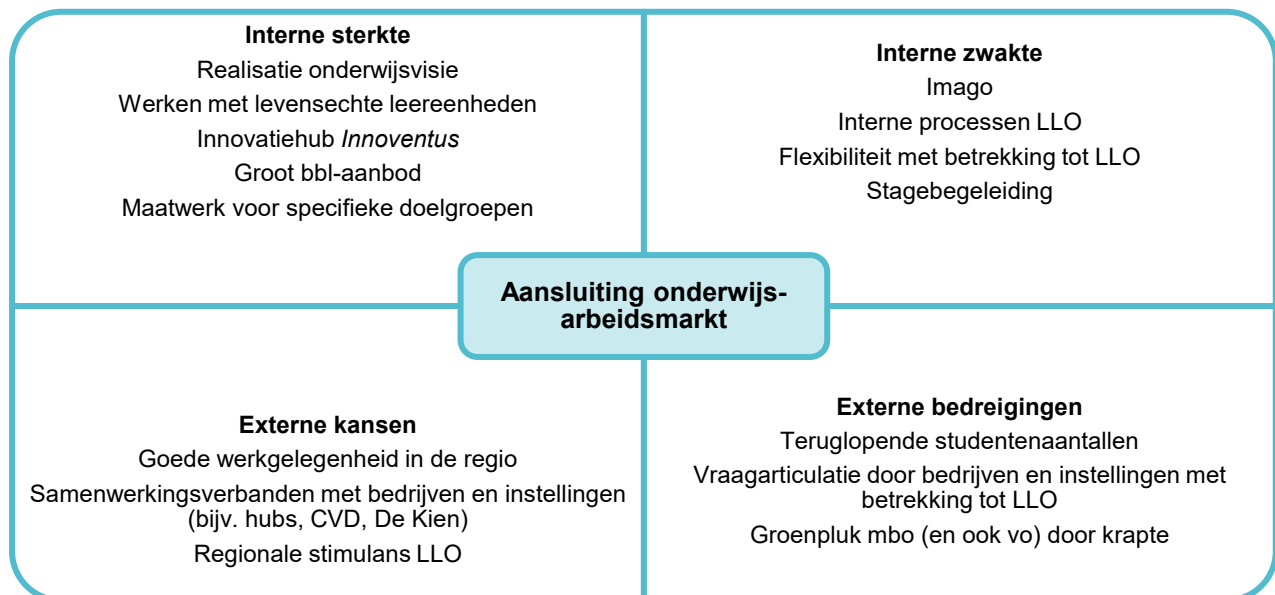 Interne sterkte
Realisatie onderwijsvisie
Werken met levensechte leereenheden
Innovatiehub Innoventus
Groot bbl-aanbod
Maatwerk voor specifieke doelgroepen
Interne zwakte
Imago
Interne processen LLO
Flexibiliteit met betrekking tot LLO
Stagebegeleiding
Aansluiting onderwijs-
arbeidsmarkt
Externe kansen
Goede werkgelegenheid in de regio
Samenwerkingsverbanden met bedrijven en instellingen
(bijv. hubs, CVD, De Kien)
Regionale stimulans LLO
Externe bedreigingen
Teruglopende studentenaantallen
Vraagarticulatie door bedrijven en instellingen met
betrekking tot LLO
Groenpluk mbo (en ook vo) door krapte